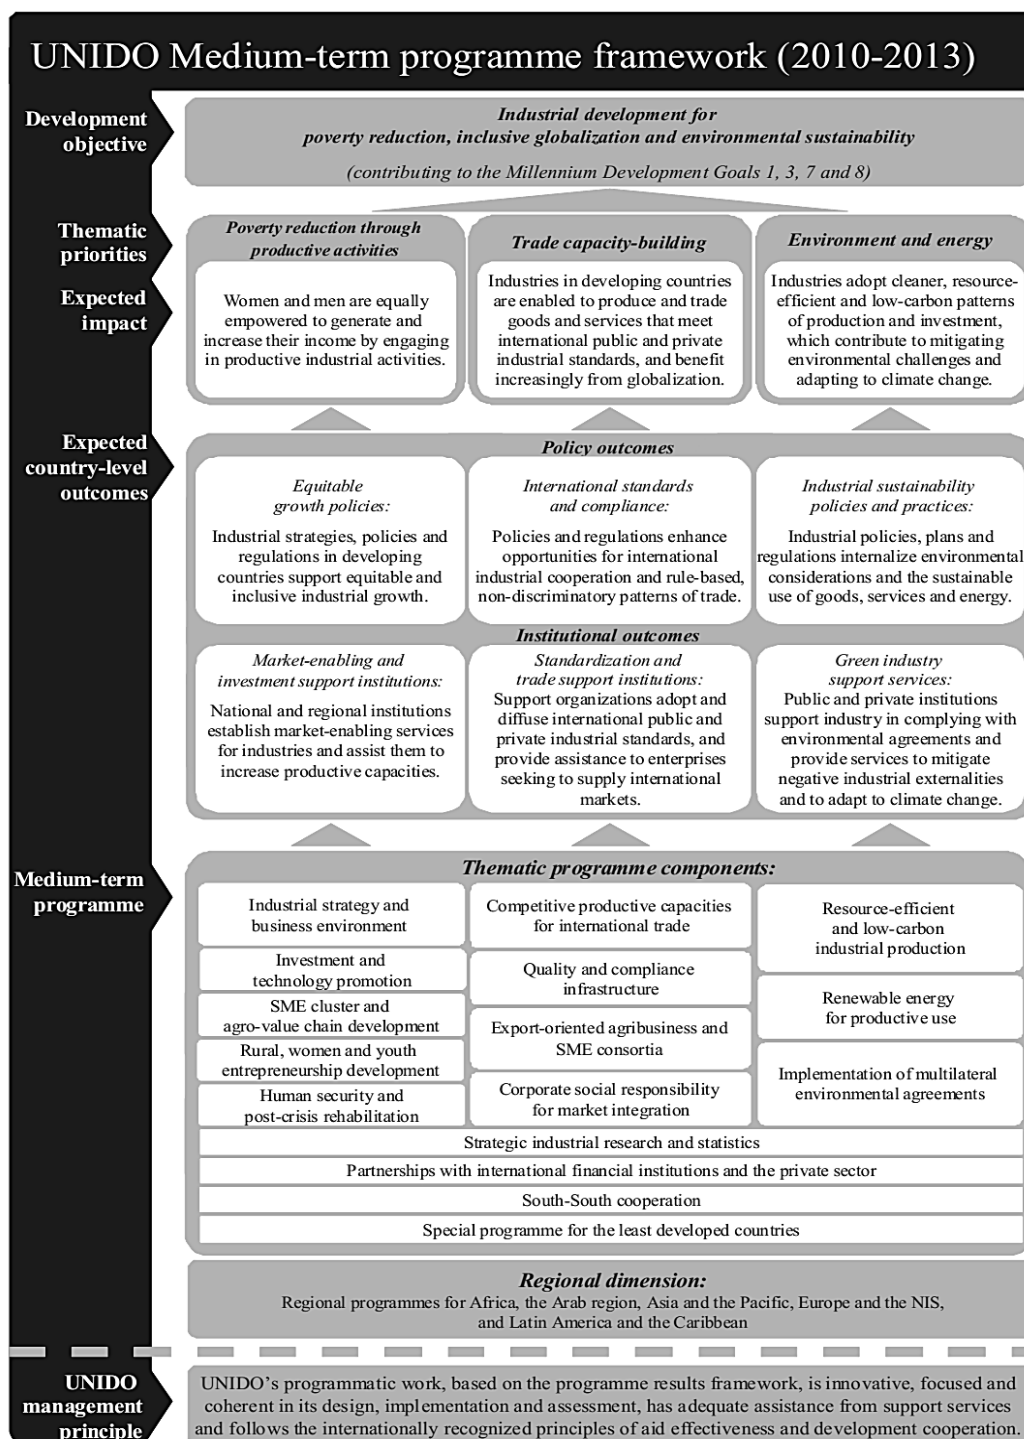 UNIDO Medium-term programme framework (2010-2013)
Development
objective
Industrial development for
poverty reduction, inclusive globalization and environmental sustainability
(contributing to the Millennium Development Goals 1, 3, 7 and 8)
Thematic
priorities
Poverty reduction through
productive activities
Trade capacity-building
Environment and energy
Expected
impact
Women and men are equally
empowered to generate and
increase their income by engaging
in productive industrial activities.
Industries in developing countries
are enabled to produce and trade
goods and services that meet
international public and private
industrial standards, and benefit
increasingly from globalization.
Industries adopt cleaner, resource-
efficient and low-carbon patterns
of production and investment,
which contribute to mitigating
environmental challenges and
adapting to climate change.
Expected
country-level
outcomes
Policy outcomes
Equitable
growth policies:
Industrial strategies, policies and
regulations in developing
countries support equitable and
inclusive industrial growth.
International standards
and compliance:
Policies and regulations enhance
opportunities for international
industrial cooperation and rule-based,
non-discriminatory patterns of trade.
Industrial sustainability
policies and practices:
Industrial policies, plans and
regulations internalize environmental
considerations and the sustainable
use of goods, services and energy.
Institutional outcomes
Market-enabling and
investment support institutions:
National and regional institutions
establish market-enabling services
for industries and assist them to
increase productive capacities.
Standardization and
trade support institutions:
Support organizations adopt and
diffuse international public and
private industrial standards, and
provide assistance to enterprises
seeking to supply international
markets.
Green industry
support services:
Public and private institutions
support industry in complying with
environmental agreements and
provide services to mitigate
negative industrial externalities
and to adapt to climate change.
Medium-term
programme
Thematic programme components:
Industrial strategy and
business environment
Investment and
technology promotion
SME cluster and
agro-value chain development
Rural, women and youth
entrepreneurship development
Human security and
post-crisis rehabilitation
Competitive productive capacities
for international trade
Quality and compliance
infrastructure
Export-oriented agribusiness and
SME consortia
Corporate social responsibility
for market integration
Resource-efficient
and low-carbon
industrial production
Renewable energy
for productive use
Implementation of multilateral
environmental agreements
Strategic industrial research and statistics
Partnerships with international financial institutions and the private sector
South-South cooperation
Special programme for the least developed countries
Regional dimension:
Regional programmes for Africa, the Arab region, Asia and the Pacific, Europe and the NIS,
and Latin America and the Caribbean
UNIDO
management
principle
UNIDO's programmatic work, based on the programme results framework, is innovative, focused and
coherent in its design, implementation and assessment, has adequate assistance from support services
and follows the internationally recognized principles of aid effectiveness and development cooperation.